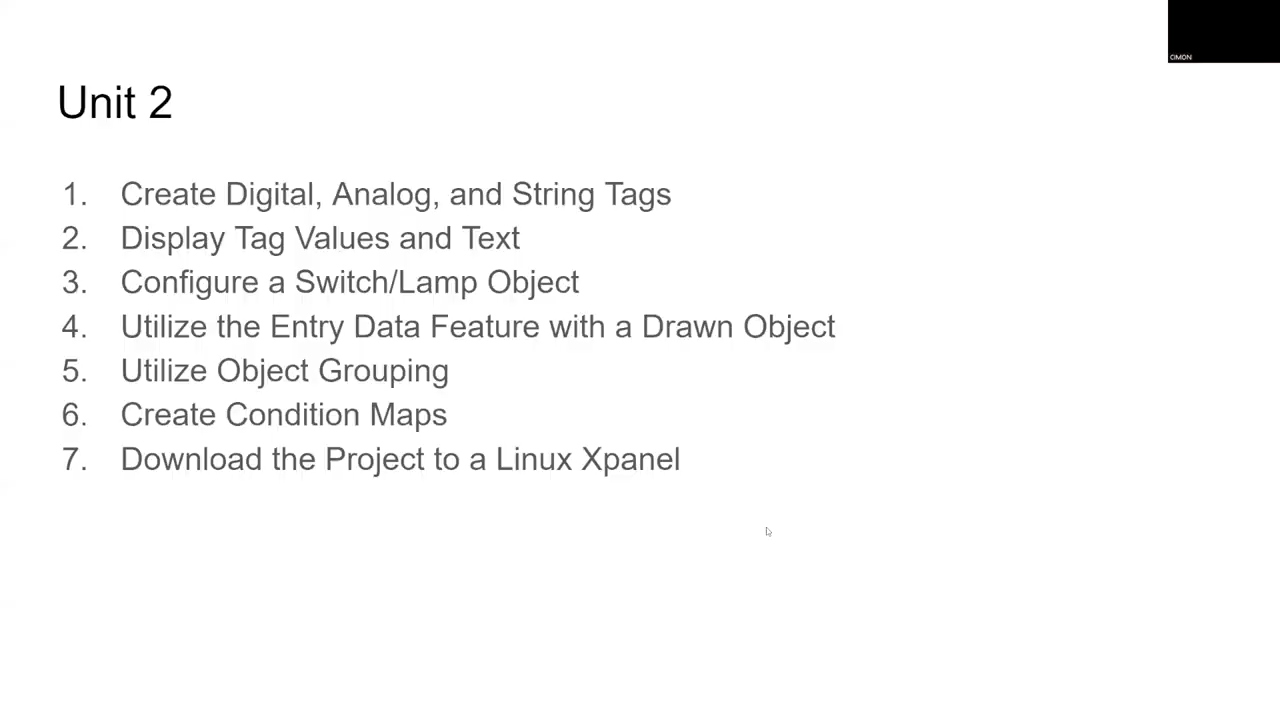 CIMON
Unit 2
1. Create Digital, Analog, and String Tags
2. Display Tag Values and Text
3. Configure a Switch/Lamp Object
4. Utilize the Entry Data Feature with a Drawn Object
5. Utilize Object Grouping
6. Create Condition Maps
7. Download the Project to a Linux Xpanel